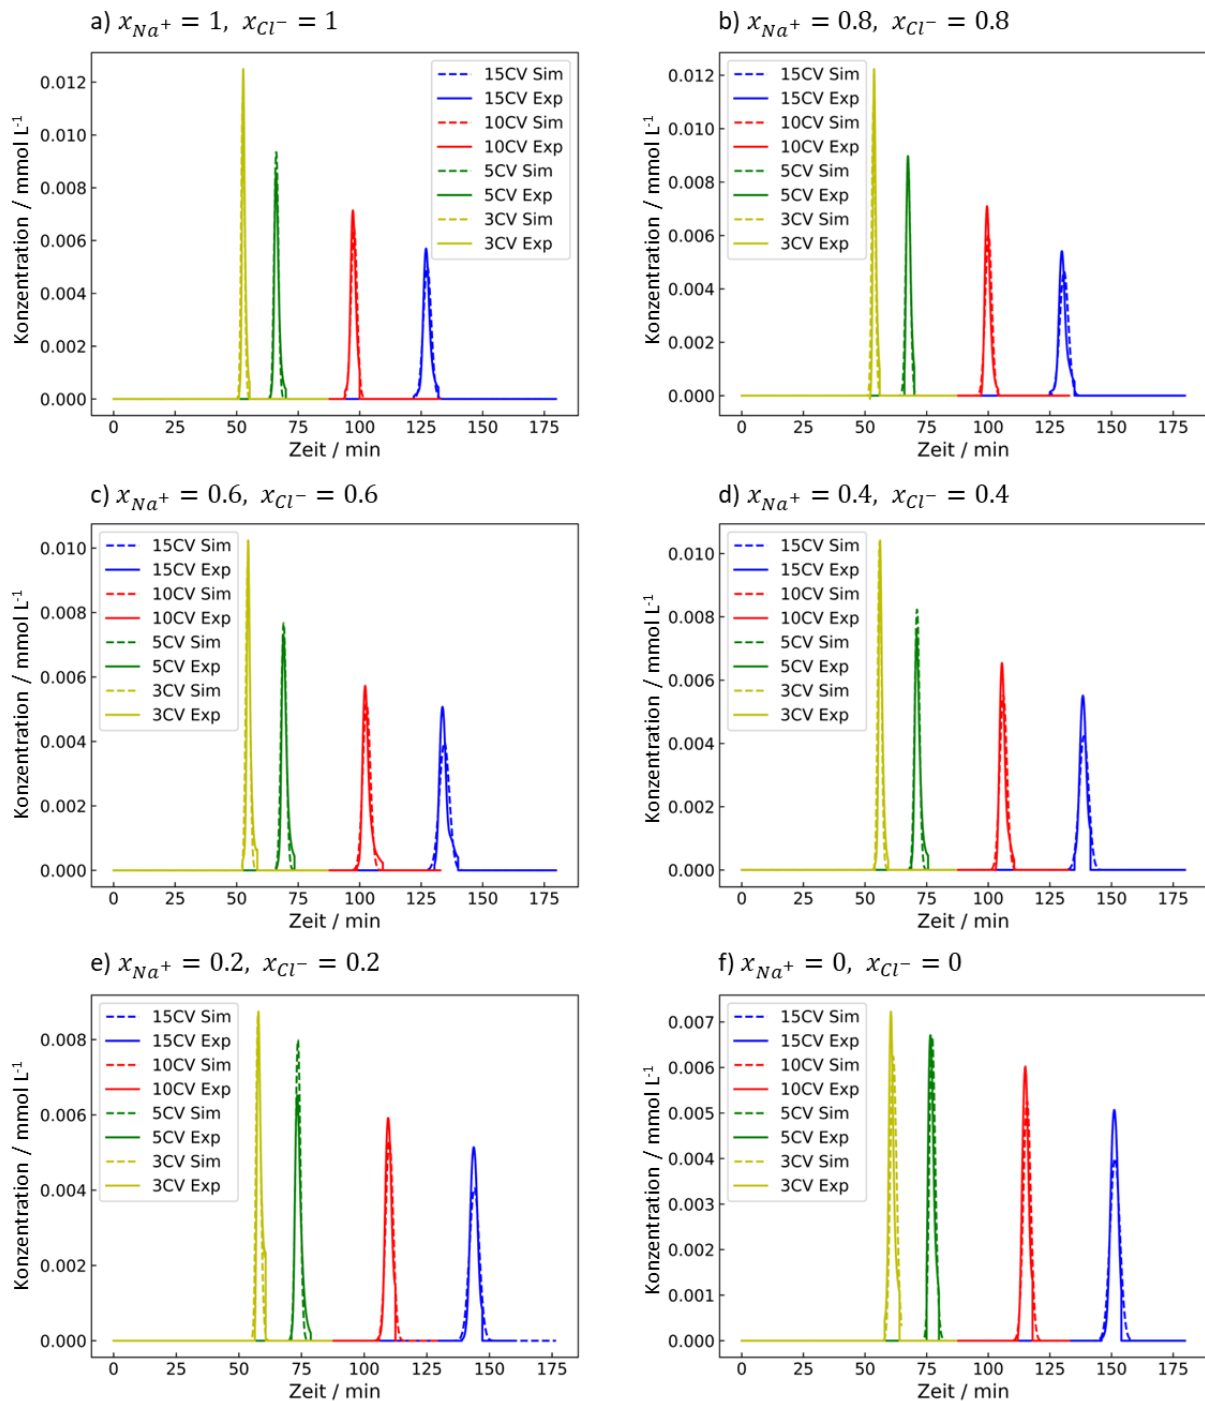 a) x_{Na^+} = 1, x_{Cl^-} = 1
Konzentration / mmol L⁻¹
0.012
0.010
0.008
0.006
0.004
0.002
0.000
15CV Sim
15CV Exp
10CV Sim
10CV Exp
5CV Sim
5CV Exp
3CV Sim
3CV Exp
0 25 50 75 100 125 150 175
Zeit / min
b) x_{Na^+} = 0.8, x_{Cl^-} = 0.8
Konzentration / mmol L⁻¹
0.012
0.010
0.008
0.006
0.004
0.002
0.000
15CV Sim
15CV Exp
10CV Sim
10CV Exp
5CV Sim
5CV Exp
3CV Sim
3CV Exp
0 25 50 75 100 125 150 175
Zeit / min
c) x_{Na^+} = 0.6, x_{Cl^-} = 0.6
Konzentration / mmol L⁻¹
0.010
0.008
0.006
0.004
0.002
0.000
15CV Sim
15CV Exp
10CV Sim
10CV Exp
5CV Sim
5CV Exp
3CV Sim
3CV Exp
0 25 50 75 100 125 150 175
Zeit / min
d) x_{Na^+} = 0.4, x_{Cl^-} = 0.4
Konzentration / mmol L⁻¹
0.010
0.008
0.006
0.004
0.002
0.000
15CV Sim
15CV Exp
10CV Sim
10CV Exp
5CV Sim
5CV Exp
3CV Sim
3CV Exp
0 25 50 75 100 125 150 175
Zeit / min
e) x_{Na^+} = 0.2, x_{Cl^-} = 0.2
Konzentration / mmol L⁻¹
0.008
0.006
0.004
0.002
0.000
15CV Sim
15CV Exp
10CV Sim
10CV Exp
5CV Sim
5CV Exp
3CV Sim
3CV Exp
0 25 50 75 100 125 150 175
Zeit / min
f) x_{Na^+} = 0, x_{Cl^-} = 0
Konzentration / mmol L⁻¹
0.007
0.006
0.005
0.004
0.003
0.002
0.001
0.000
15CV Sim
15CV Exp
10CV Sim
10CV Exp
5CV Sim
5CV Exp
3CV Sim
3CV Exp
0 25 50 75 100 125 150 175
Zeit / min